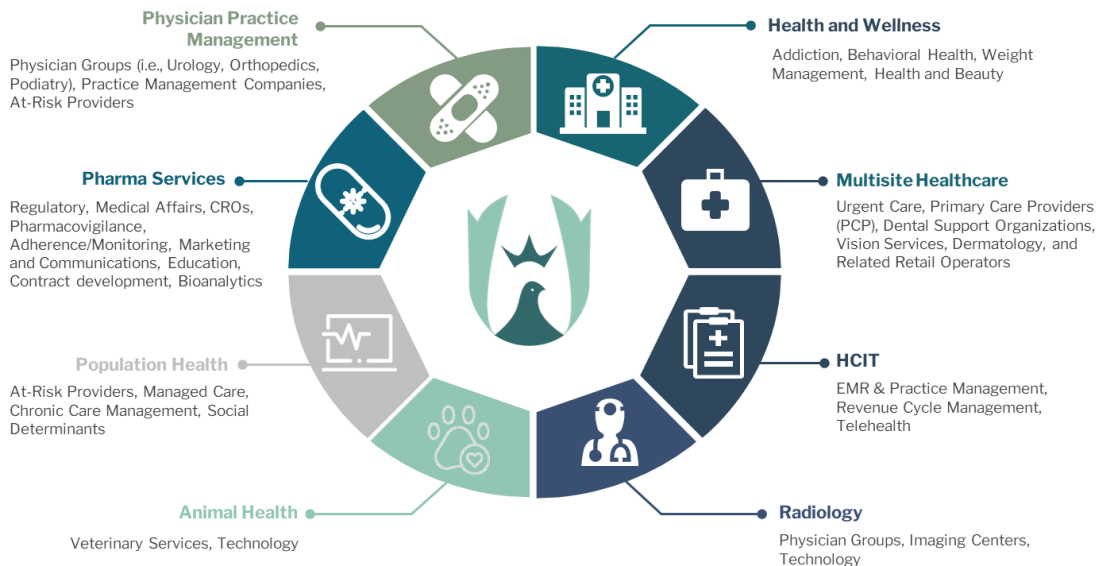 Physician Practice
Management
Physician Groups (i.e., Urology, Orthopedics,
Podiatry), Practice Management Companies,
At-Risk Providers
Health and Wellness
Addiction, Behavioral Health, Weight
Management, Health and Beauty
Pharma Services
Regulatory, Medical Affairs, CROs,
Pharmacovigilance,
Adherence/Monitoring, Marketing
and Communications, Education,
Contract development, Bioanalytics
Multisite Healthcare
Urgent Care, Primary Care Providers
(PCP), Dental Support Organizations,
Vision Services, Dermatology, and
Related Retail Operators
Population Health
At-Risk Providers, Managed Care,
Chronic Care Management, Social
Determinants
HCIT
EMR & Practice Management,
Revenue Cycle Management,
Telehealth
Animal Health
Veterinary Services, Technology
Radiology
Physician Groups, Imaging Centers,
Technology